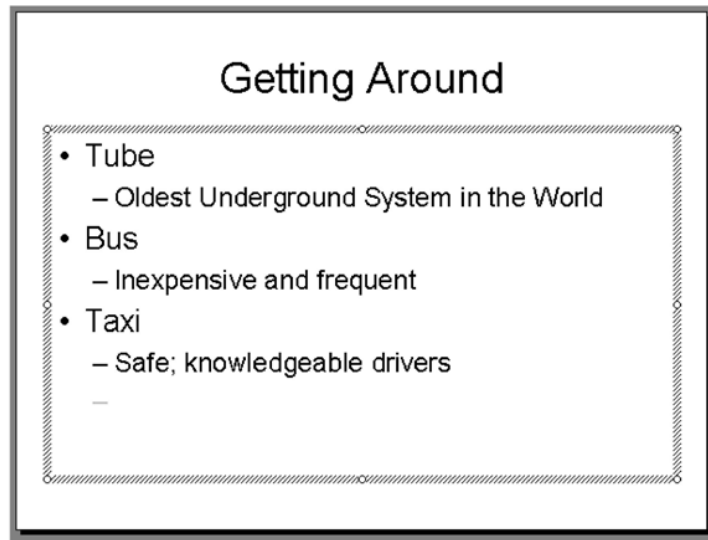 Getting Around
• Tube
– Oldest Underground System in the World
• Bus
– Inexpensive and frequent
• Taxi
– Safe; knowledgeable drivers
–